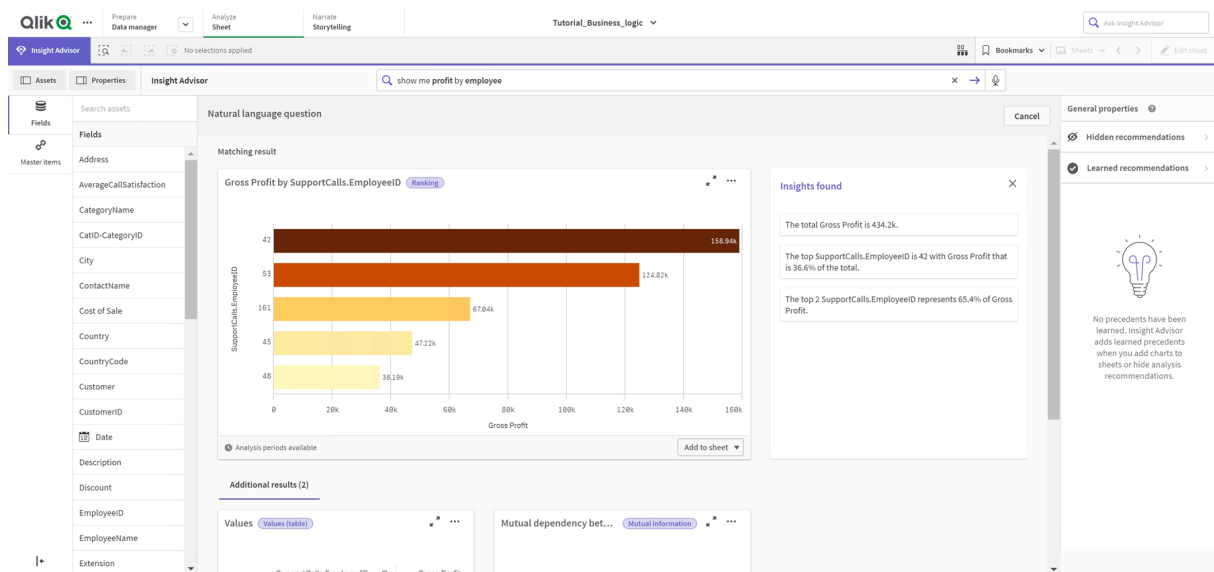 Qlik
Prepare
Data manager
Analyze
Sheet
Narrate
Storytelling
Tutorial_Business_logic
Ask Insight Advisor
Insight Advisor
No selections applied
Bookmarks
Sheets
Edit sheet
Assets
Properties
Insight Advisor
show me profit by employee
Fields
Master items
Search assets
Fields
Address
AverageCallSatisfaction
CategoryName
CatID-CategoryID
City
ContactName
Cost of Sale
Country
CountryCode
Customer
CustomerID
Date
Description
Discount
EmployeeID
EmployeeName
Extension
Natural language question
Cancel
Matching result
Gross Profit by SupportCalls.EmployeeID
Ranking
SupportCalls.EmployeeID
42
158.94k
53
124.82k
161
67.04k
45
47.22k
48
36.19k
0 20k 40k 60k 80k 100k 120k 140k 160k
Gross Profit
Analysis periods available
Add to sheet
Insights found
The total Gross Profit is 434.2k.
The top SupportCalls.EmployeeID is 42 with Gross Profit that
is 36.6% of the total.
The top 2 SupportCalls.EmployeeID represents 65.4% of Gross
Profit.
Additional results (2)
Values
Values (table)
Mutual dependency bet...
Mutual information
General properties
Hidden recommendations
Learned recommendations
No precedents have been
learned. Insight Advisor
adds learned precedents
when you add charts to
sheets or hide analysis
recommendations.